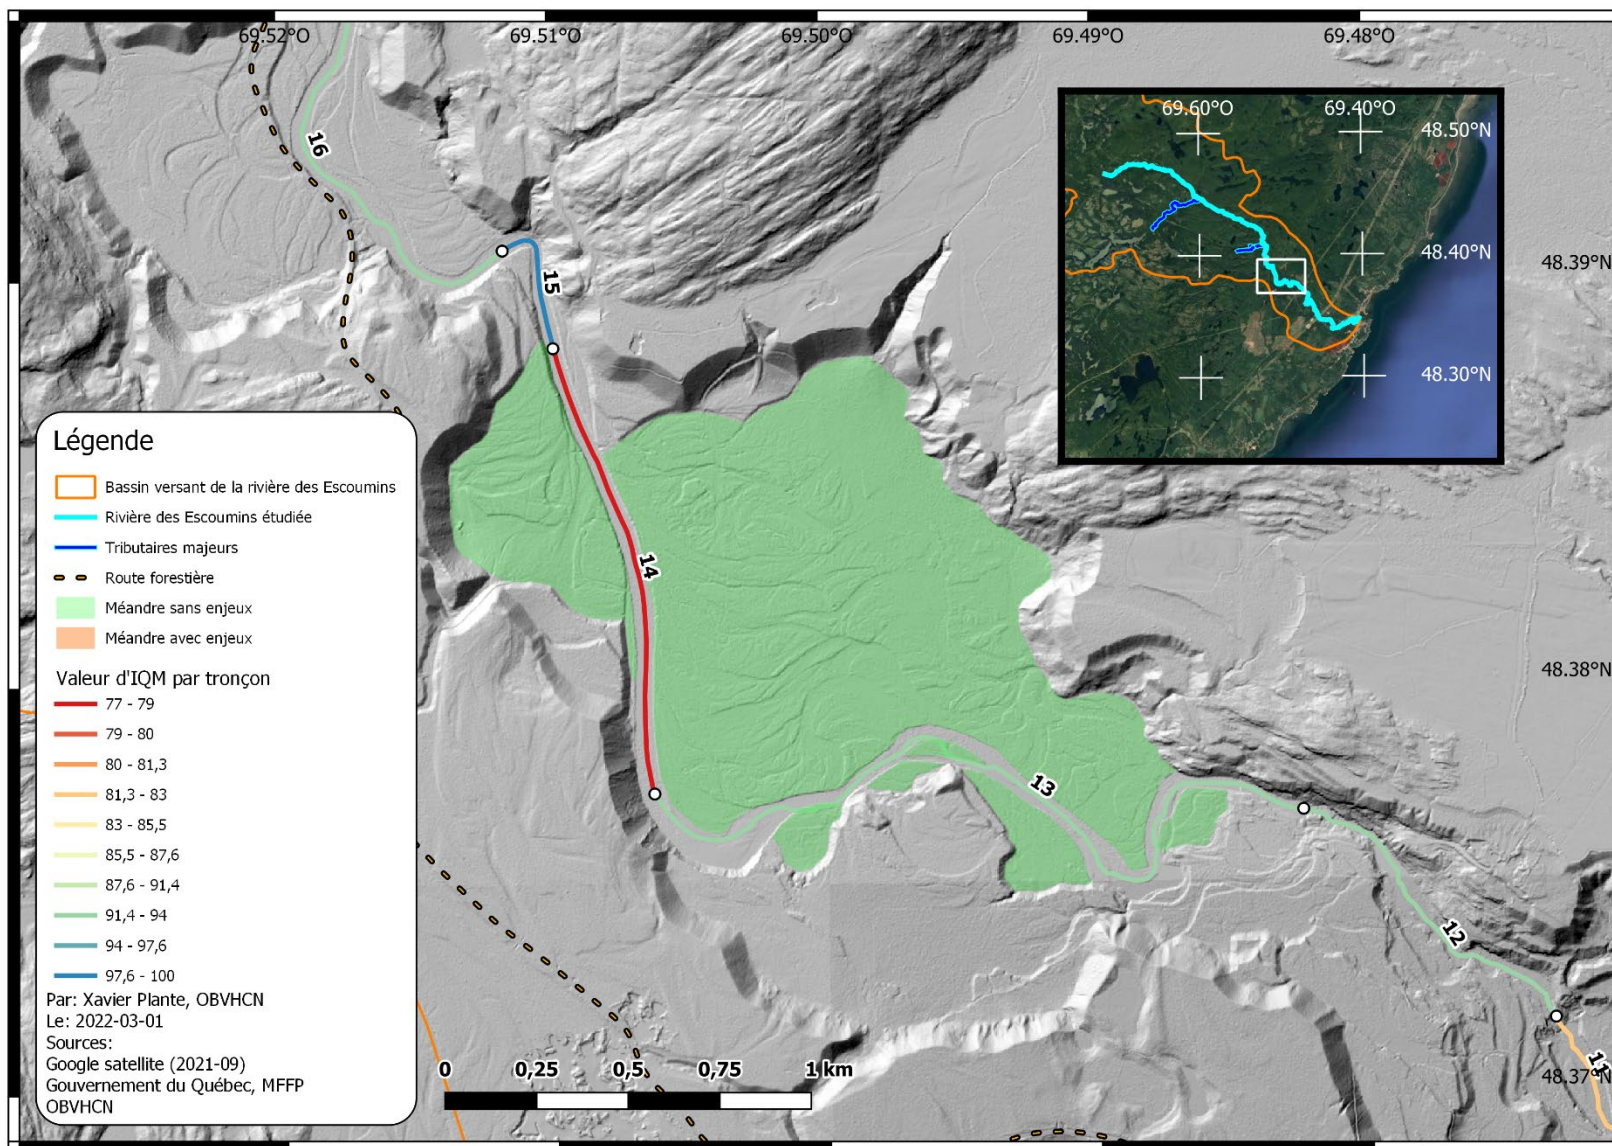 69.52°O
69.51°O
69.50°O
69.49°O
69.48°O
69.60°O
69.40°O
48.50°N
48.40°N
48.30°N
48.39°N
48.38°N
48.37°N
16
15
14
13
12
11
Légende
Bassin versant de la rivière des Escoumins
Rivière des Escoumins étudiée
Tributaires majeurs
Route forestière
Méandre sans enjeux
Méandre avec enjeux
Valeur d'IQM par tronçon
77 - 79
79 - 80
80 - 81,3
81,3 - 83
83 - 85,5
85,5 - 87,6
87,6 - 91,4
91,4 - 94
94 - 97,6
97,6 - 100
Par: Xavier Plante, OBVHCN
Le: 2022-03-01
Sources:
Google satellite (2021-09)
Gouvernement du Québec, MFFP
OBVHCN
0 0,25 0,5 0,75 1 km